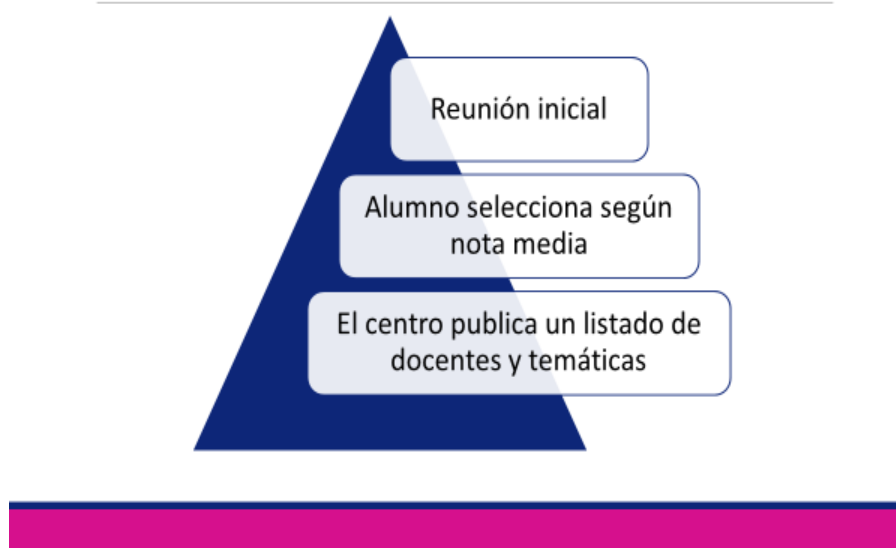 Reunión inicial
Alumno selecciona según
nota media
El centro publica un listado de
docentes y temáticas